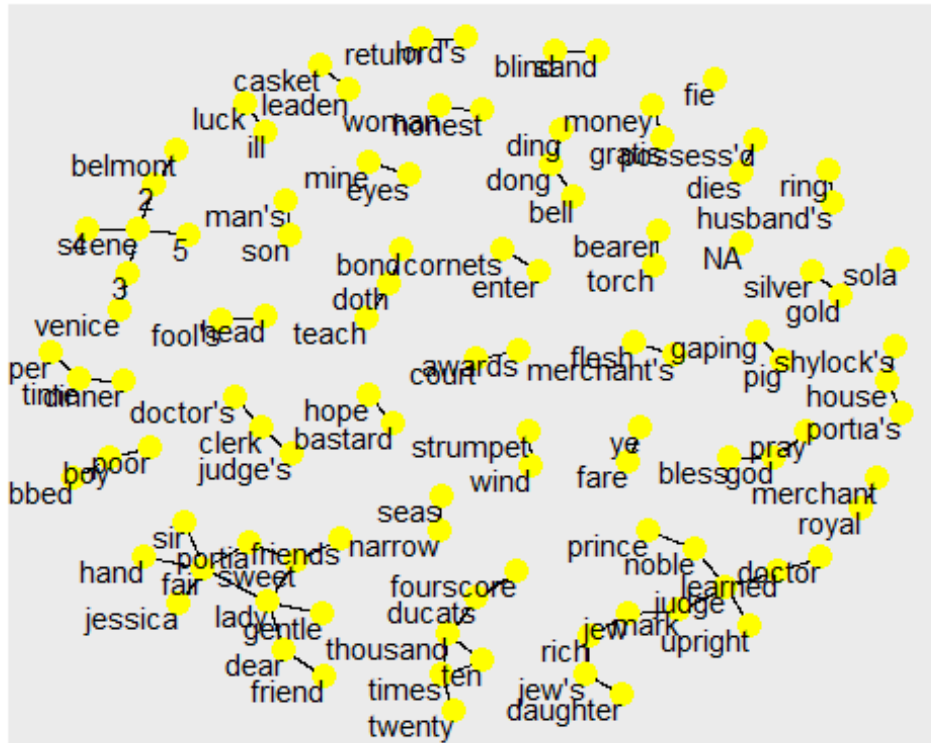 return lord's
blind sand
casket
leaden
fie
luck
ill
woman
honest
money
gratis
ding
dong
bell
possess'd
dies
belmont
2
mine
eyes
ring
husband's
man's
son
scene
4
5
3
venice
bond
doth
teach
cornets
enter
bearer
torch
NA
silver
gold
sola
fool's
head
court
awards
flesh
merchant's
gaping
pig
shylock's
house
portia's
per
time
dinner
doctor's
clerk
judge's
hope
bastard
strumpet
wind
ye
fare
bless
god
pray
bbed
boy
poor
merchant
royal
seas
narrow
sir
hand
portia
friends
fair
sweet
jessica
lady
gentle
dear
friend
prince
noble
learned
doctor
judge
upright
fourscore
ducats
thousand
ten
times
twenty
jew
mark
rich
jew's
daughter